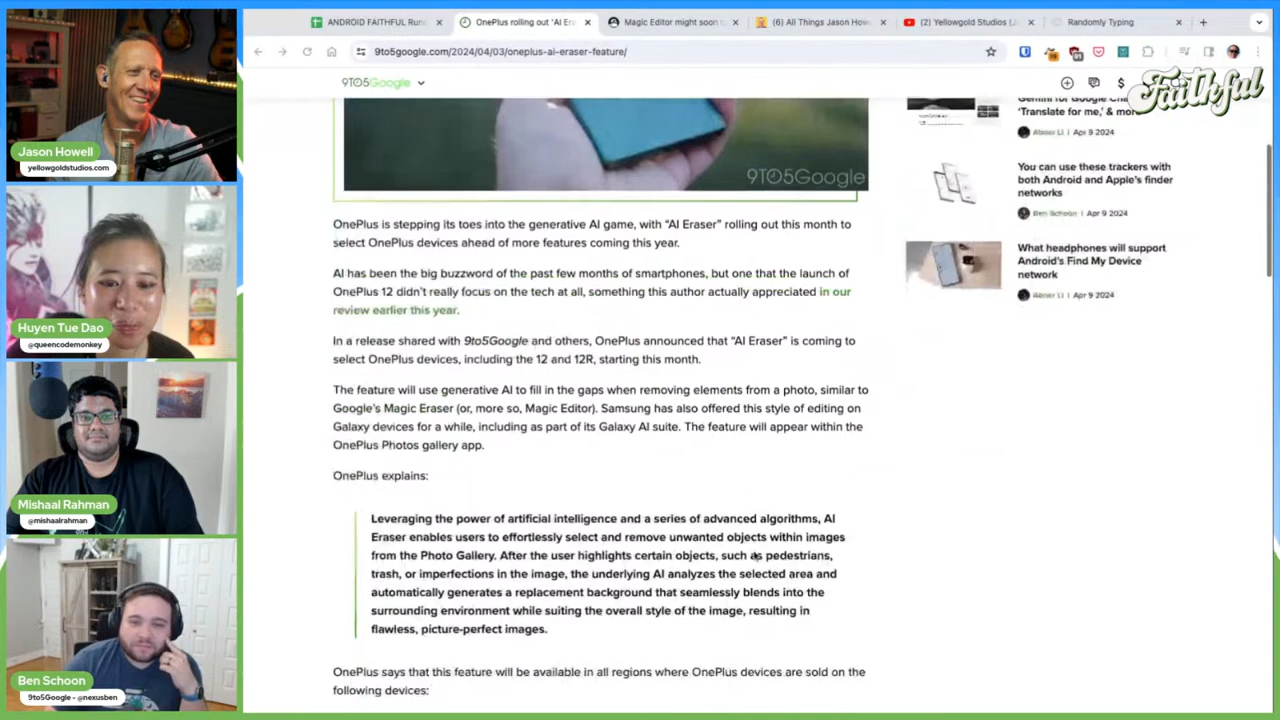 Jason Howell
yellowgoldstudios.com
Huyen Tue Dao
@queencodemonkey
Mishaal Rahman
@mishaalrahman
Ben Schoon
9to5Google - @nexusben
ANDROID FAITHFUL Run
OnePlus rolling out 'AI Era
Magic Editor might soon
(6) All Things Jason Howe
(2) Yellowgold Studios (J
Randomly Typing
9to5google.com/2024/04/03/oneplus-ai-eraser-feature/
9TO5Google
Faithful
9TO5Google
OnePlus is stepping its toes into the generative AI game, with “AI Eraser” rolling out this month to
select OnePlus devices ahead of more features coming this year.
AI has been the big buzzword of the past few months of smartphones, but one that the launch of
OnePlus 12 didn’t really focus on the tech at all, something this author actually appreciated in our
review earlier this year.
In a release shared with 9to5Google and others, OnePlus announced that “AI Eraser” is coming to
select OnePlus devices, including the 12 and 12R, starting this month.
The feature will use generative AI to fill in the gaps when removing elements from a photo, similar to
Google’s Magic Eraser (or, more so, Magic Editor). Samsung has also offered this style of editing on
Galaxy devices for a while, including as part of its Galaxy AI suite. The feature will appear within the
OnePlus Photos gallery app.
OnePlus explains:
Leveraging the power of artificial intelligence and a series of advanced algorithms, AI
Eraser enables users to effortlessly select and remove unwanted objects within images
from the Photo Gallery. After the user highlights certain objects, such as pedestrians,
trash, or imperfections in the image, the underlying AI analyzes the selected area and
automatically generates a replacement background that seamlessly blends into the
surrounding environment while suiting the overall style of the image, resulting in
flawless, picture-perfect images.
OnePlus says that this feature will be available in all regions where OnePlus devices are sold on the
following devices:
Gemini for Google Cha
'Translate for me,' & more
Abner Li | Apr 9 2024
You can use these trackers with
both Android and Apple's finder
networks
Ben Schoon | Apr 9 2024
What headphones will support
Android's Find My Device
network
Abner Li | Apr 9 2024